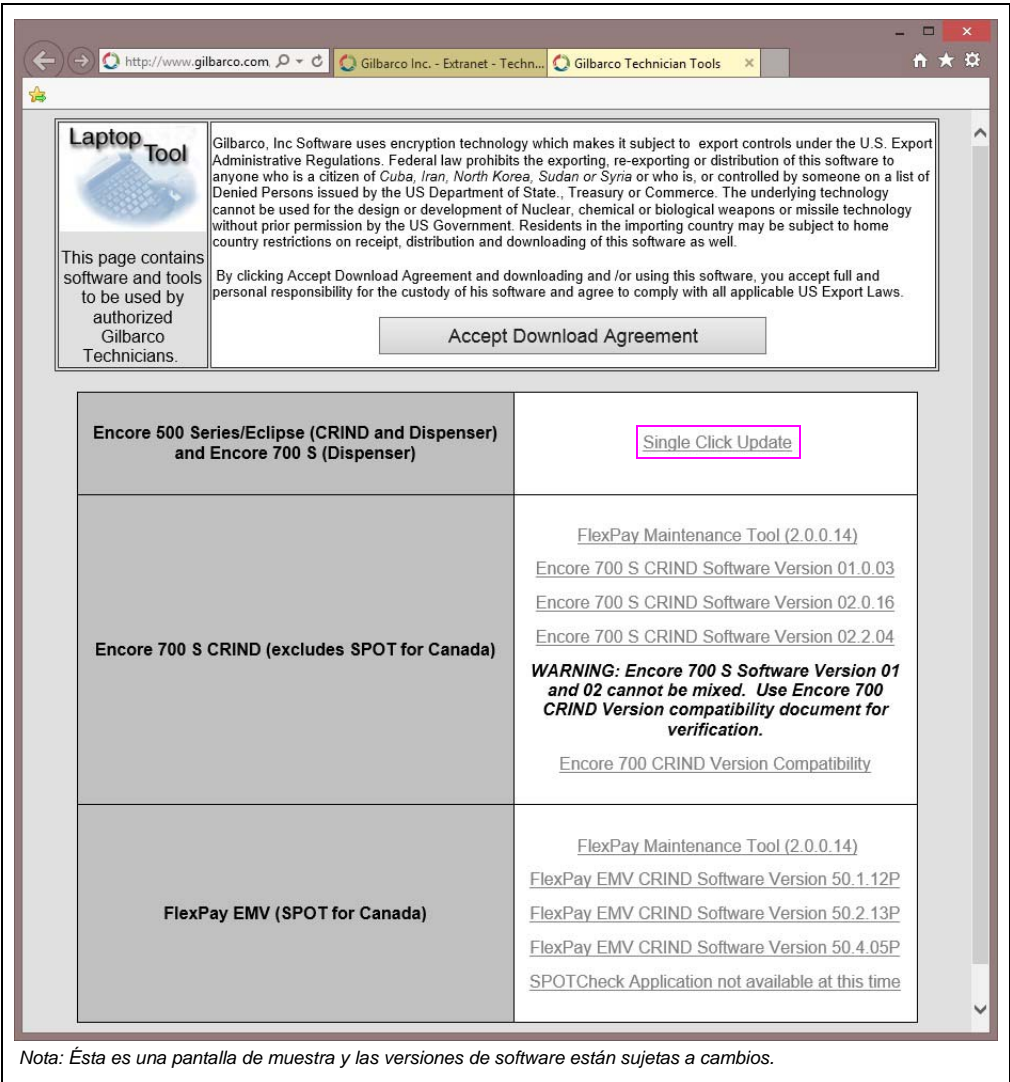 http://www.gilbarco.com
Gilbarco Inc. - Extranet - Techn...
Gilbarco Technician Tools
Laptop
Tool
This page contains
software and tools
to be used by
authorized
Gilbarco
Technicians.
Gilbarco, Inc Software uses encryption technology which makes it subject to export controls under the U.S. Export
Administrative Regulations. Federal law prohibits the exporting, re-exporting or distribution of this software to
anyone who is a citizen of Cuba, Iran, North Korea, Sudan or Syria or who is, or controlled by someone on a list of
Denied Persons issued by the US Department of State., Treasury or Commerce. The underlying technology
cannot be used for the design or development of Nuclear, chemical or biological weapons or missile technology
without prior permission by the US Government. Residents in the importing country may be subject to home
country restrictions on receipt, distribution and downloading of this software as well.
By clicking Accept Download Agreement and downloading and /or using this software, you accept full and
personal responsibility for the custody of his software and agree to comply with all applicable US Export Laws.
Accept Download Agreement
Encore 500 Series/Eclipse (CRIND and Dispenser)
and Encore 700 S (Dispenser)
Single Click Update
Encore 700 S CRIND (excludes SPOT for Canada)
FlexPay Maintenance Tool (2.0.0.14)
Encore 700 S CRIND Software Version 01.0.03
Encore 700 S CRIND Software Version 02.0.16
Encore 700 S CRIND Software Version 02.2.04
WARNING: Encore 700 S Software Version 01
and 02 cannot be mixed. Use Encore 700
CRIND Version compatibility document for
verification.
Encore 700 CRIND Version Compatibility
FlexPay EMV (SPOT for Canada)
FlexPay Maintenance Tool (2.0.0.14)
FlexPay EMV CRIND Software Version 50.1.12P
FlexPay EMV CRIND Software Version 50.2.13P
FlexPay EMV CRIND Software Version 50.4.05P
SPOTCheck Application not available at this time
Nota: Ésta es una pantalla de muestra y las versiones de software están sujetas a cambios.